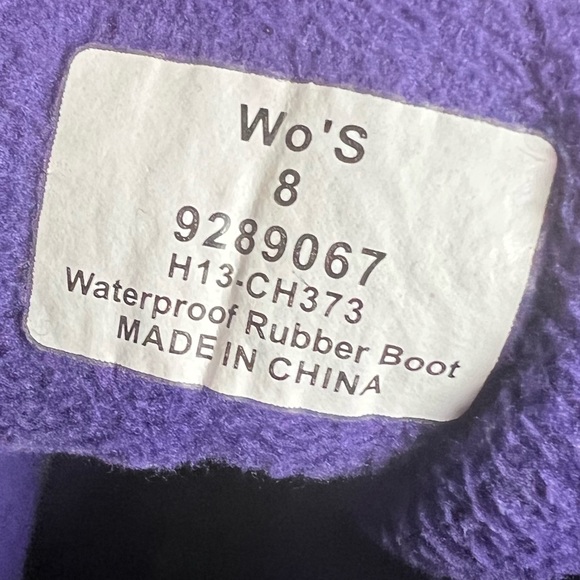 Wo'S
8
9289067
H13-CH373
Waterproof Rubber Boot
MADE IN CHINA